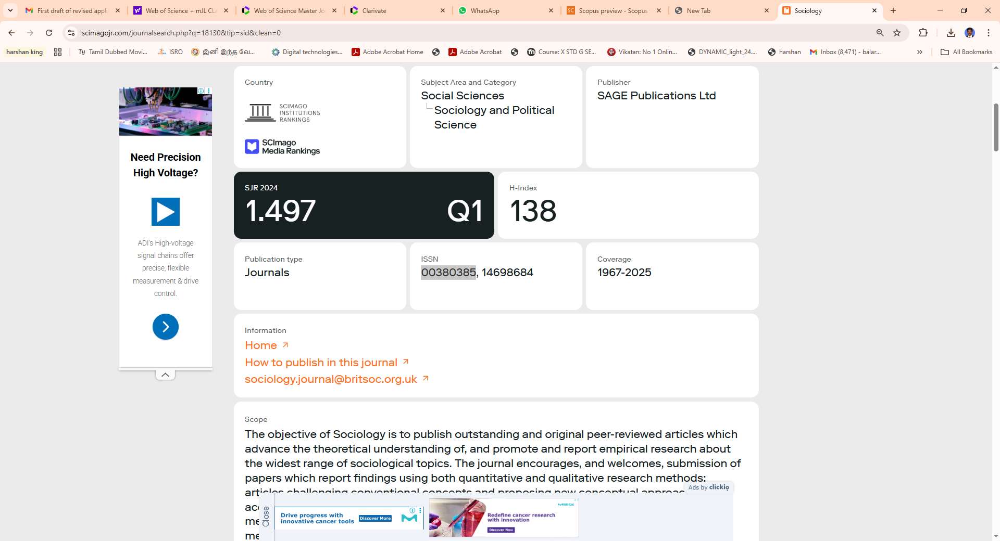 First draft of revised appli
Web of Science + mJL CLA
Web of Science Master Jo
Clarivate
WhatsApp
Scopus preview - Scopus
New Tab
Sociology
scimagojr.com/journalsearch.php?q=18130&tip=sid&clean=0
harshan king
Ty Tamil Dubbed Movi...
ISRO
இனி இந்த வே...
Digital technologies...
Adobe Acrobat Home
Adobe Acrobat
Course: X STD G SE...
Vikatan: No 1 Onlin...
DYNAMIC_light_24....
harshan
Inbox (8,471) - balar...
All Bookmarks
Need Precision
High Voltage?
ADI's High-voltage
signal chains offer
precise, flexible
measurement & drive
control.
Country
SCIMAGO
INSTITUTIONS
RANKINGS
SCImago
Media Rankings
Subject Area and Category
Social Sciences
Sociology and Political
Science
Publisher
SAGE Publications Ltd
SJR 2024
1.497 Q1
H-Index
138
Publication type
Journals
ISSN
00380385, 14698684
Coverage
1967-2025
Information
Home
How to publish in this journal
sociology.journal@britsoc.org.uk
Scope
The objective of Sociology is to publish outstanding and original peer-reviewed articles which
advance the theoretical understanding of, and promote and report empirical research about
the widest range of sociological topics. The journal encourages, and welcomes, submission of
papers which report findings using both quantitative and qualitative research methods;
articles challenging conventional concepts and proposing new conceptual approac
acc
me
me
Ads by clickio
Close
Drive progress with
innovative cancer tools
Discover More
Redefine cancer research
with innovation
Discover Now